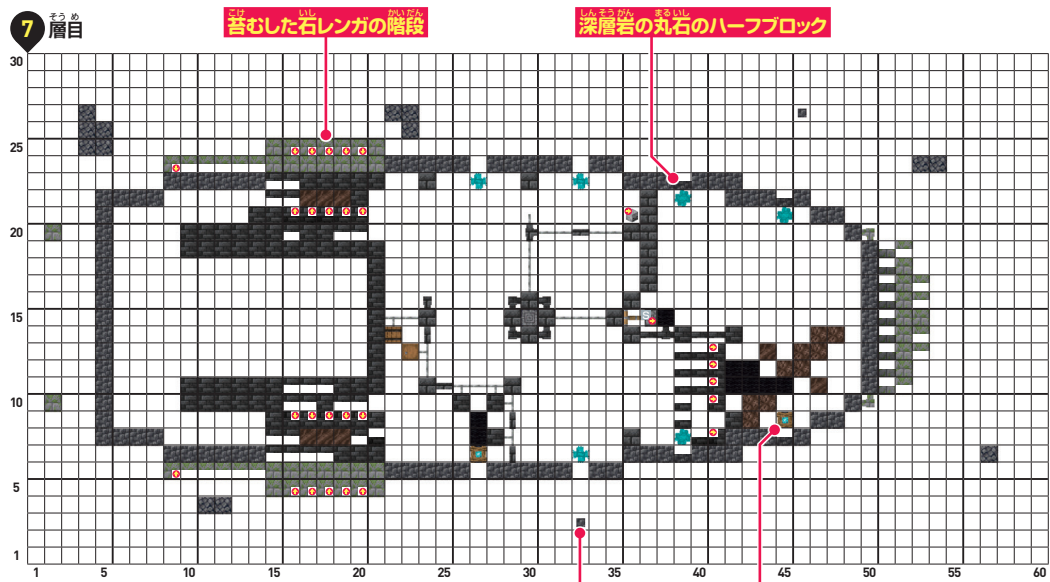 7 層目
そうめ
苔むした石レンガの階段
こけ いし かいだん
深層岩の丸石のハーフブロック
しんそうがん まるいし
30
25
20
15
10
5
1
1 5 10 15 20 25 30 35 40 45 50 55 60
S